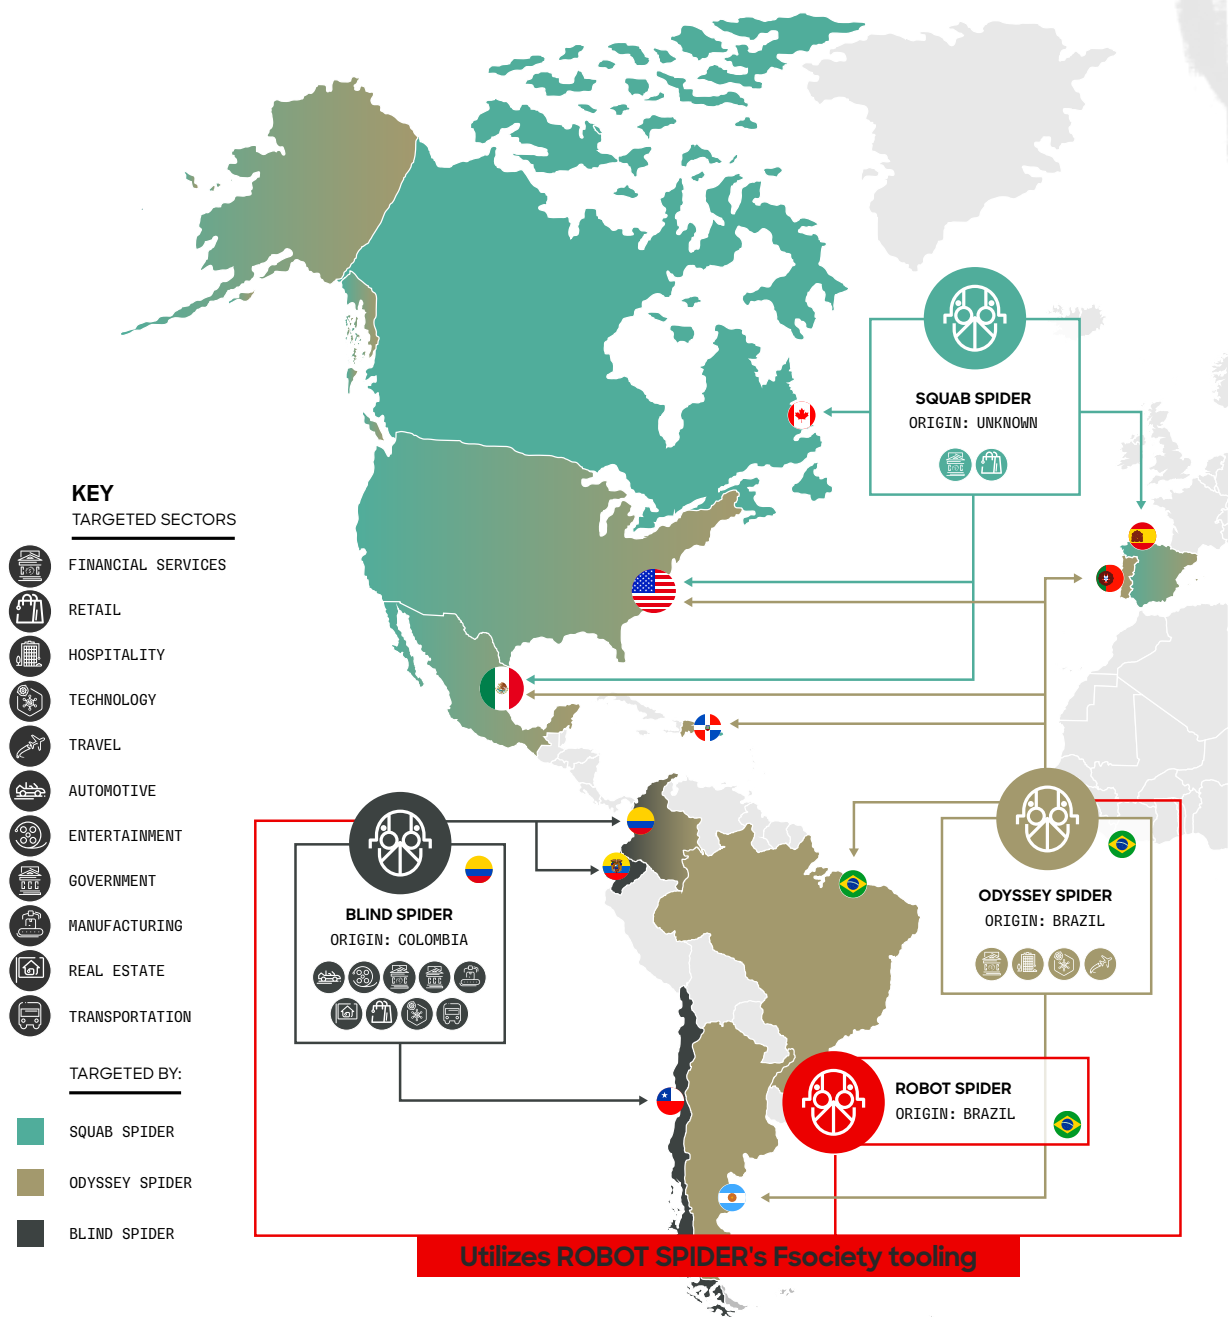 SQUAB SPIDER
ORIGIN: UNKNOWN
KEY
TARGETED SECTORS
FINANCIAL SERVICES
RETAIL
HOSPITALITY
TECHNOLOGY
TRAVEL
AUTOMOTIVE
ENTERTAINMENT
GOVERNMENT
MANUFACTURING
REAL ESTATE
TRANSPORTATION
TARGETED BY:
SQUAB SPIDER
ODYSSEY SPIDER
BLIND SPIDER
BLIND SPIDER
ORIGIN: COLOMBIA
ODYSSEY SPIDER
ORIGIN: BRAZIL
ROBOT SPIDER
ORIGIN: BRAZIL
Utilizes ROBOT SPIDER's Fsociety tooling